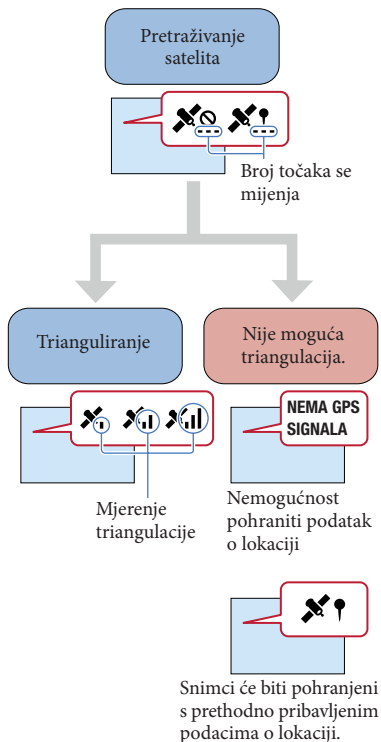 Pretraživanje
satelita
Broj točaka se
mijenja
Trianguliranje
Nije moguća
triangulacija.
Mjerenje
triangulacije
NEMA GPS
SIGNALA
Nemogućnost
pohraniti podatak
o lokaciji
Snimci će biti pohranjeni
s prethodno pribavljenim
podacima o lokaciji.